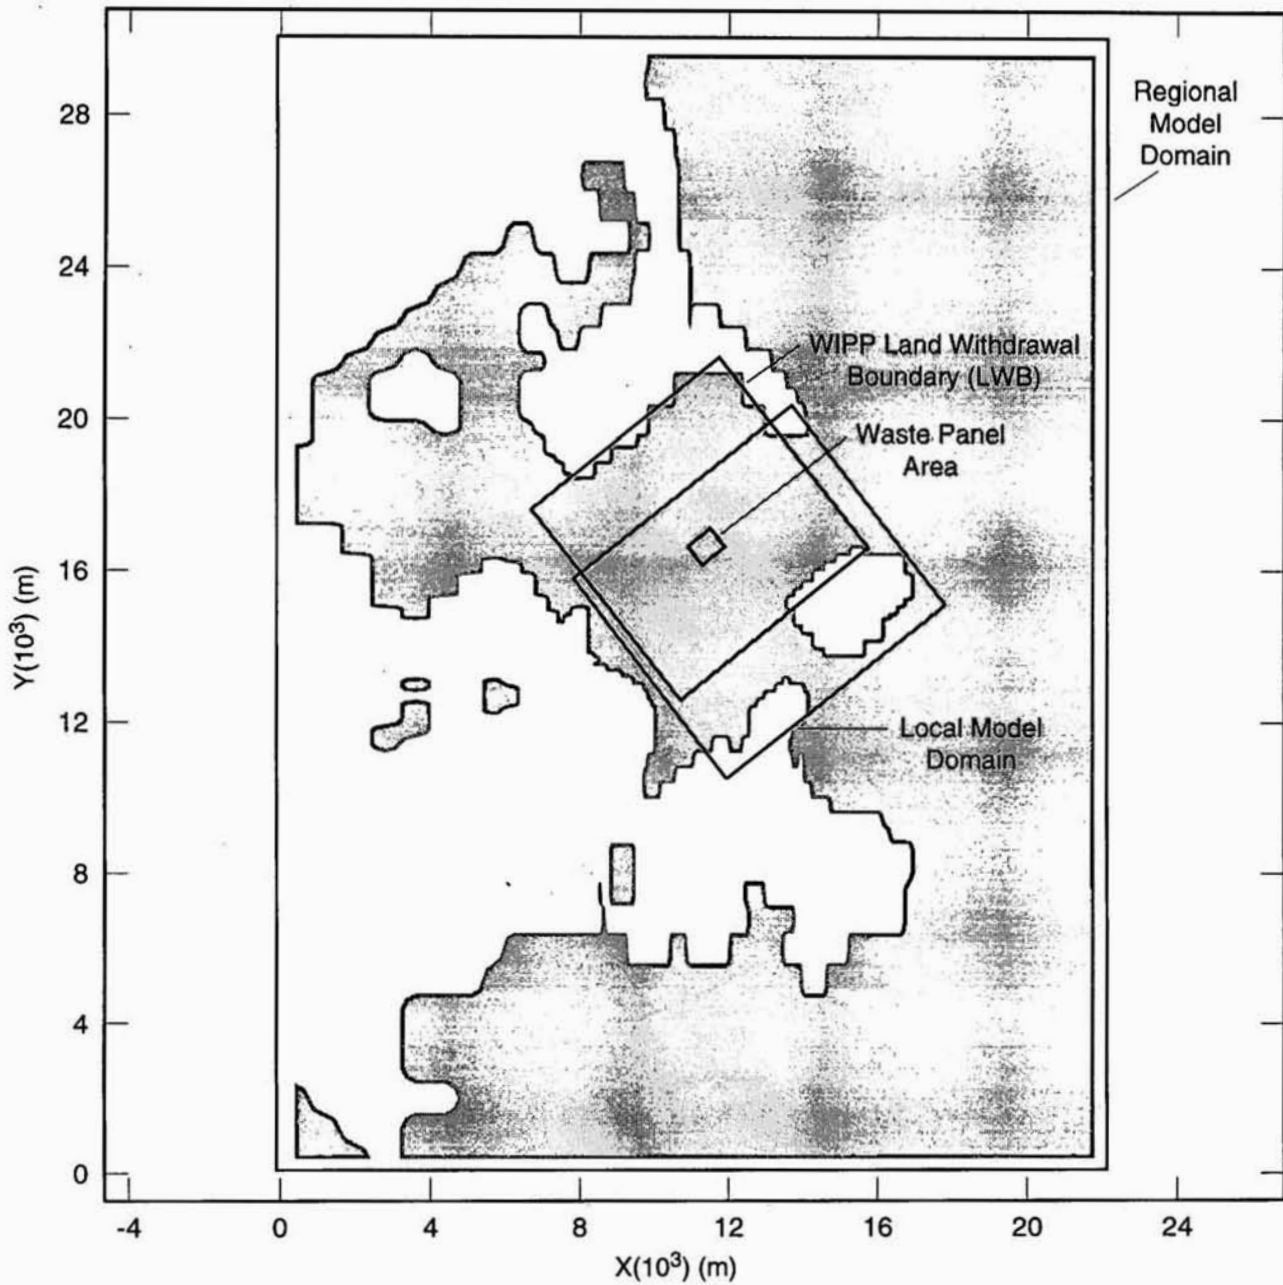 28
24
20
16
12
8
4
0
Y(10³) (m)
Regional
Model
Domain
WIPP Land Withdrawal
Boundary (LWB)
Waste Panel
Area
Local Model
Domain
-4
0
4
8
12
16
20
24
X(10³) (m)